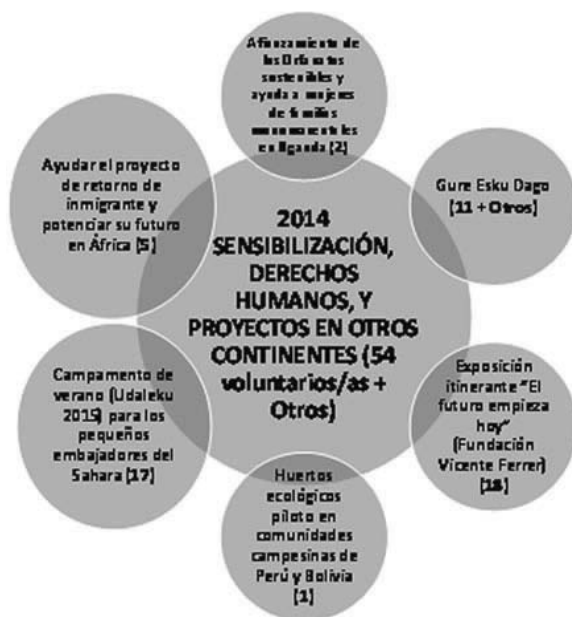 Afianzamiento de
los Orfanatos
sostenibles y
ayuda a mujeres
de familias
monomarentales
en Uganda (2)
Gure Esku Dago
(11 + Otros)
Exposición
itinerante "El
futuro empieza
hoy"
(Fundación
Vicente Ferrer)
(18)
Huertos
ecológicos
piloto en
comunidades
campesinas de
Perú y Bolivia
(1)
Campamento de
verano (Udaleku
2015) para los
pequeños
embajadores del
Sahara (17)
Ayudar el proyecto
de retorno de
inmigrante y
potenciar su futuro
en África (5)
2014
SENSIBILIZACIÓN,
DERECHOS
HUMANOS, Y
PROYECTOS EN OTROS
CONTINENTES (54
voluntarios/as +
Otros)